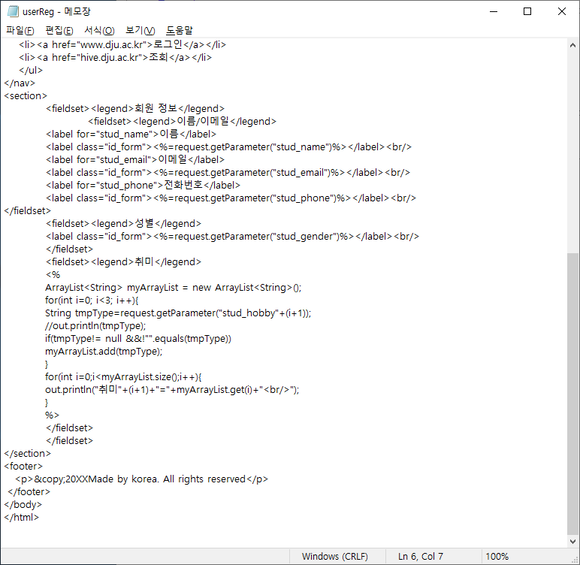 userReg - 메모장
파일(F) 편집(E) 서식(O) 보기(V) 도움말
<li><a href="www.dju.ac.kr">로그인</a></li>
<li><a href="hive.dju.ac.kr">조회</a></li>
</ul>
</nav>
<section>
<fieldset><legend>회원 정보</legend>
<fieldset><legend>이름/이메일</legend>
<label for="stud_name">이름</label>
<label class="id_form"><%=request.getParameter("stud_name")%></label><br/>
<label for="stud_email">이메일</label>
<label class="id_form"><%=request.getParameter("stud_email")%></label><br/>
<label for="stud_phone">전화번호</label>
<label class="id_form"><%=request.getParameter("stud_phone")%></label><br/>
</fieldset>
<fieldset><legend>성별</legend>
<label class="id_form"><%=request.getParameter("stud_gender")%></label><br/>
</fieldset>
<fieldset><legend>취미</legend>
<%
ArrayList<String> myArrayList = new ArrayList<String>();
for(int i=0; i<3; i++){
String tmpType=request.getParameter("stud_hobby"+(i+1));
//out.println(tmpType);
if(tmpType!= null &&!"".equals(tmpType))
myArrayList.add(tmpType);
}
for(int i=0;i<myArrayList.size();i++){
out.println("취미"+(i+1)+"="+myArrayList.get(i)+"<br/>");
}
%>
</fieldset>
</fieldset>
</section>
<footer>
<p>&copy;20XXMade by korea. All rights reserved</p>
</footer>
</body>
</html>
Windows (CRLF) Ln 6, Col 7 100%